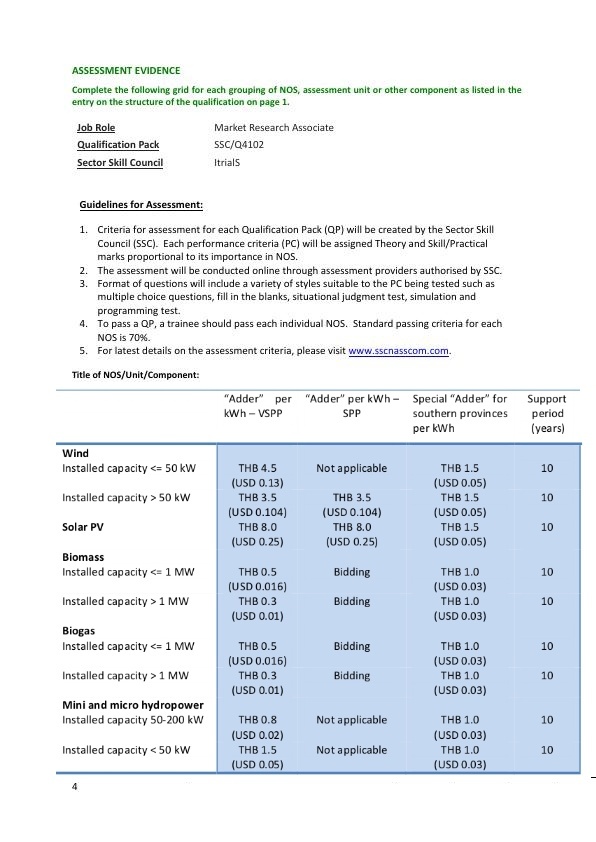 ASSESSMENT EVIDENCE
Complete the following grid for each grouping of NOS, assessment unit or other component as listed in the
entry on the structure of the qualification on page 1.
Job Role Market Research Associate
Qualification Pack SSC/Q4102
Sector Skill Council ItrialS
Guidelines for Assessment:
1. Criteria for assessment for each Qualification Pack (QP) will be created by the Sector Skill
Council (SSC). Each performance criteria (PC) will be assigned Theory and Skill/Practical
marks proportional to its importance in NOS.
2. The assessment will be conducted online through assessment providers authorised by SSC.
3. Format of questions will include a variety of styles suitable to the PC being tested such as
multiple choice questions, fill in the blanks, situational judgment test, simulation and
programming test.
4. To pass a QP, a trainee should pass each individual NOS. Standard passing criteria for each
NOS is 70%.
5. For latest details on the assessment criteria, please visit www.sscnasscom.com.
Title of NOS/Unit/Component:
“Adder” per “Adder” per kWh – Special “Adder” for Support
kWh – VSPP SPP southern provinces period
per kWh (years)
Wind
Installed capacity <= 50 kW THB 4.5 Not applicable THB 1.5 10
(USD 0.13) (USD 0.05)
Installed capacity > 50 kW THB 3.5 THB 3.5 THB 1.5 10
(USD 0.104) (USD 0.104) (USD 0.05)
Solar PV THB 8.0 THB 8.0 THB 1.5 10
(USD 0.25) (USD 0.25) (USD 0.05)
Biomass
Installed capacity <= 1 MW THB 0.5 Bidding THB 1.0 10
(USD 0.016) (USD 0.03)
Installed capacity > 1 MW THB 0.3 Bidding THB 1.0 10
(USD 0.01) (USD 0.03)
Biogas
Installed capacity <= 1 MW THB 0.5 Bidding THB 1.0 10
(USD 0.016) (USD 0.03)
Installed capacity > 1 MW THB 0.3 Bidding THB 1.0 10
(USD 0.01) (USD 0.03)
Mini and micro hydropower
Installed capacity 50-200 kW THB 0.8 Not applicable THB 1.0 10
(USD 0.02) (USD 0.03)
Installed capacity < 50 kW THB 1.5 Not applicable THB 1.0 10
(USD 0.05) (USD 0.03)
4